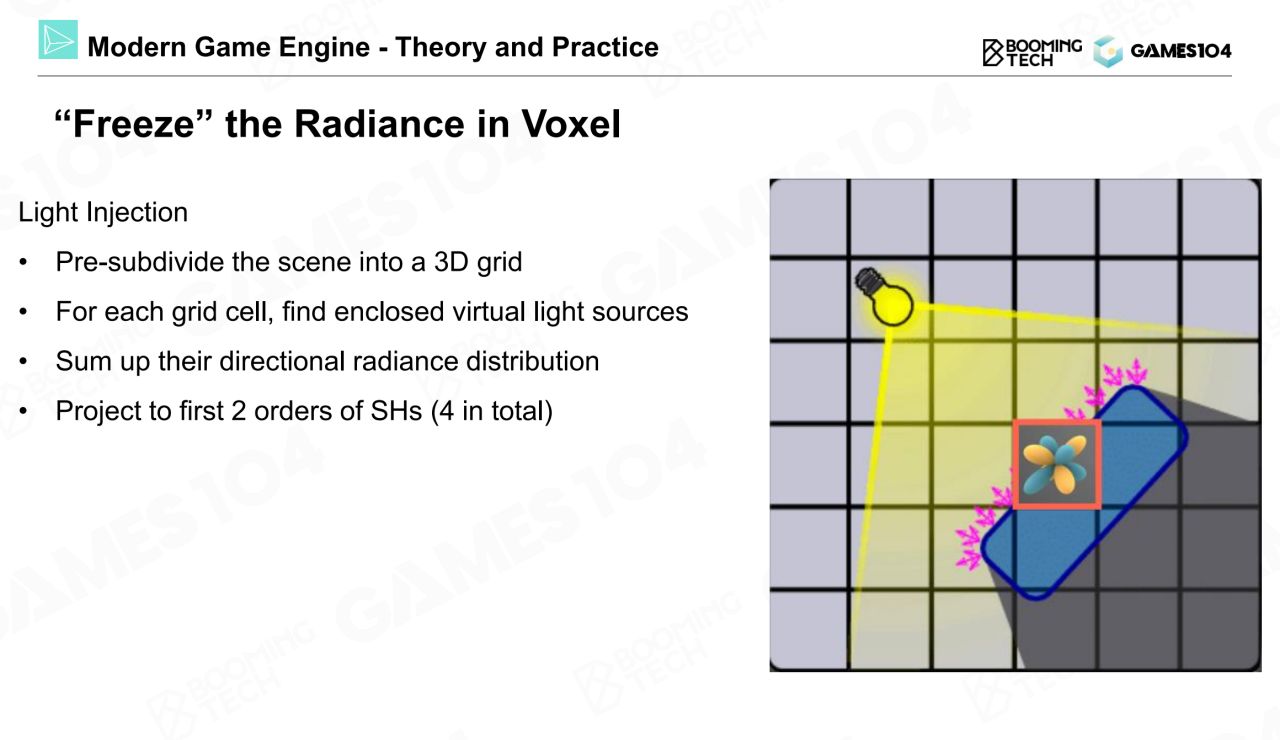 Modern Game Engine - Theory and Practice
BOOMING
TECH
GAMES104
“Freeze” the Radiance in Voxel
Light Injection
• Pre-subdivide the scene into a 3D grid
• For each grid cell, find enclosed virtual light sources
• Sum up their directional radiance distribution
• Project to first 2 orders of SHs (4 in total)